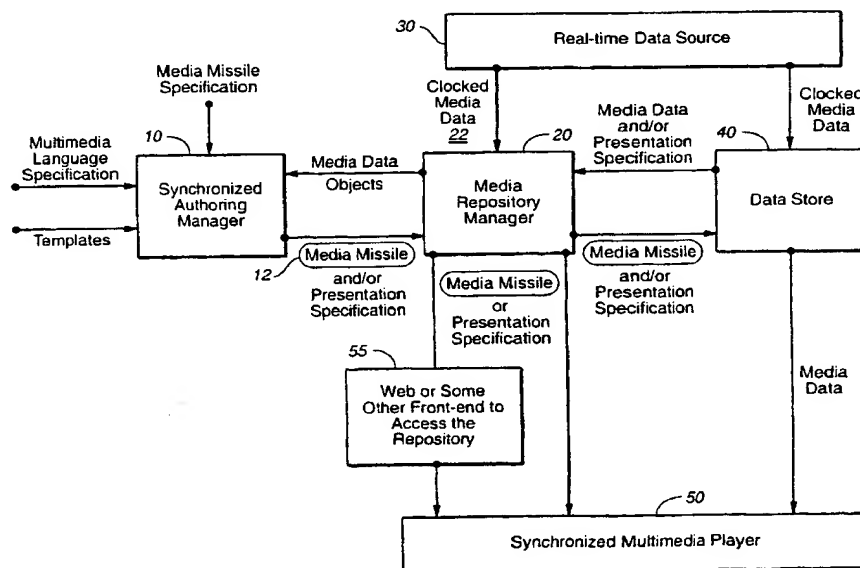 30
Real-time Data Source
Media Missile
Specification
Clocked
Media
Data
22
20
Media Data
and/or
Presentation
Specification
40
Clocked
Media
Data
Multimedia
Language
Specification
10
Synchronized
Authoring
Manager
Templates
Media Data
Objects
Media
Repository
Manager
Data Store
12
Media Missile
and/or
Presentation
Specification
Media Missile
or
Presentation
Specification
Media Missile
and/or
Presentation
Specification
55
Web or Some
Other Front-end to
Access the
Repository
Media
Data
50
Synchronized Multimedia Player